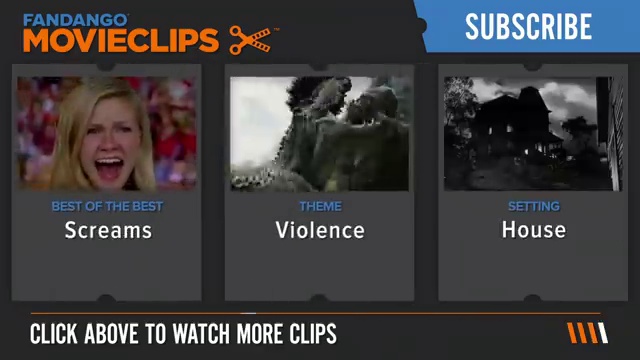 FANDANGO
MOVIECLIPS
SUBSCRIBE
BEST OF THE BEST
Screams
THEME
Violence
SETTING
House
CLICK ABOVE TO WATCH MORE CLIPS